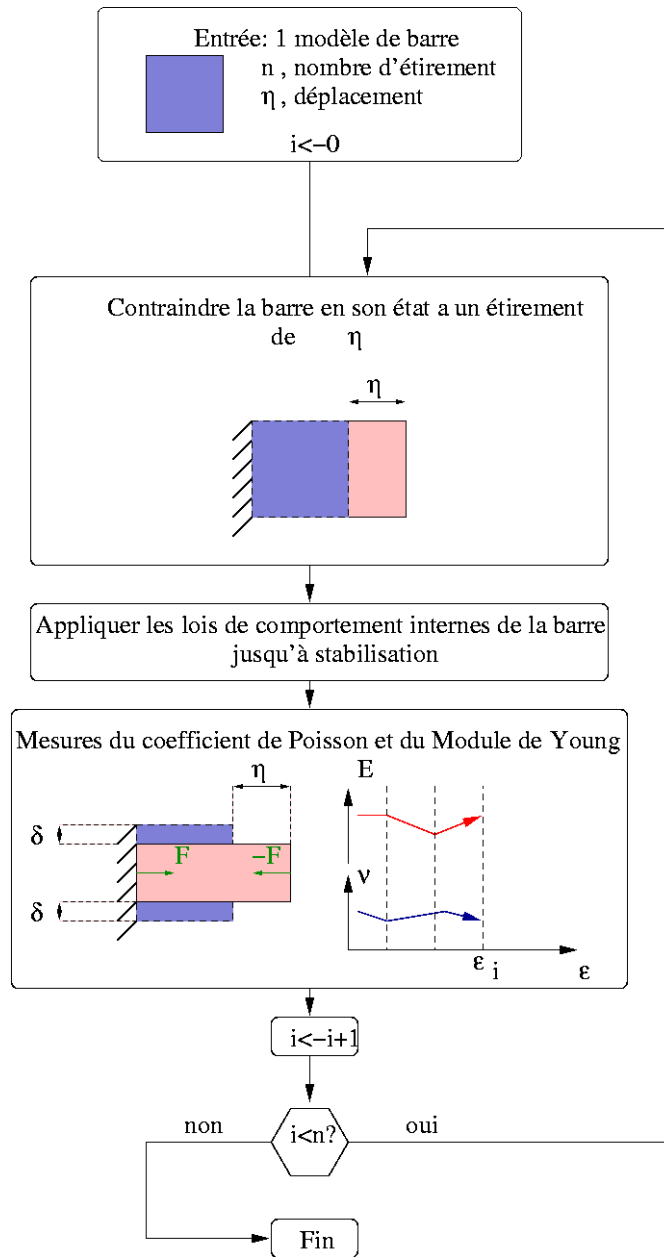 Entrée: 1 modèle de barre
n , nombre d'étirement
η , déplacement
i<−0
Contraindre la barre en son état a un étirement
de η
η
Appliquer les lois de comportement internes de la barre
jusqu'à stabilisation
Mesures du coefficient de Poisson et du Module de Young
η
E
δ
F
−F
ν
δ
ε i
ε
i<−i+1
non
i<n?
oui
Fin